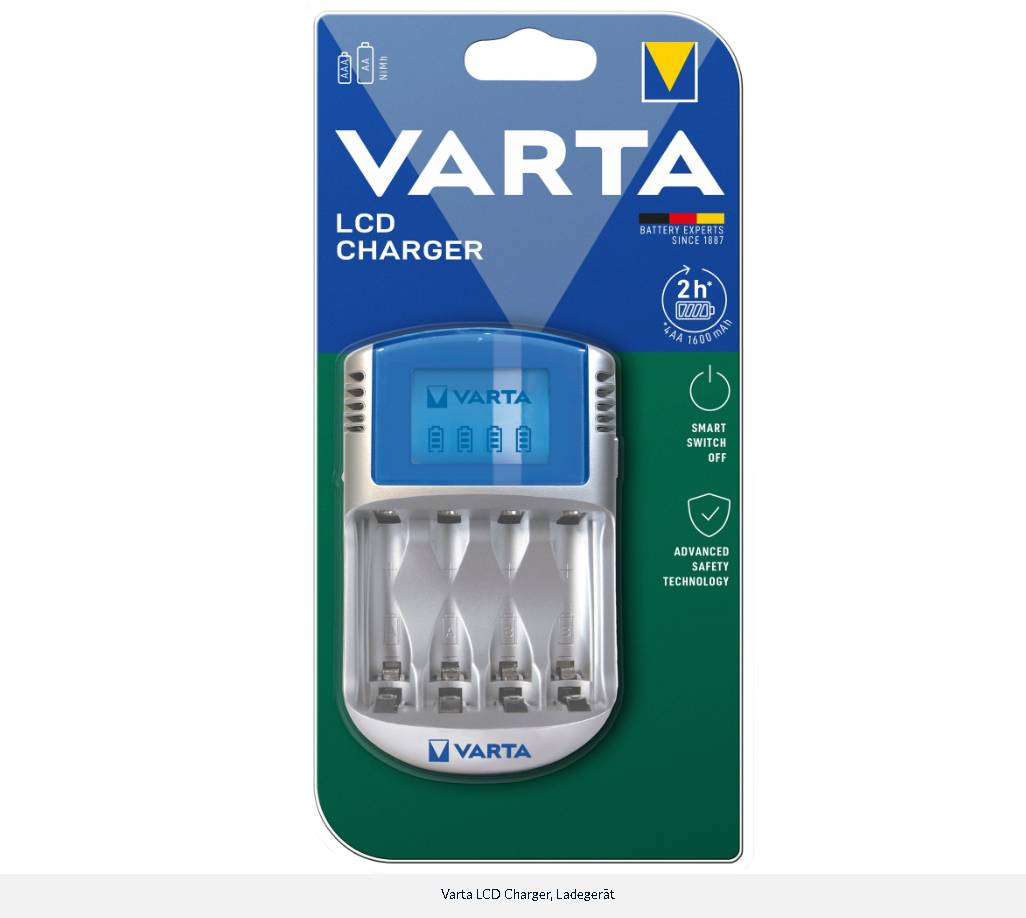 AAA
AA
NiMh
VARTA
LCD
CHARGER
BATTERY EXPERTS
SINCE 1887
2h*
*4AA 1600 mAh
VARTA
SMART
SWITCH
OFF
ADVANCED
SAFETY
TECHNOLOGY
VARTA
Varta LCD Charger, Ladegerät